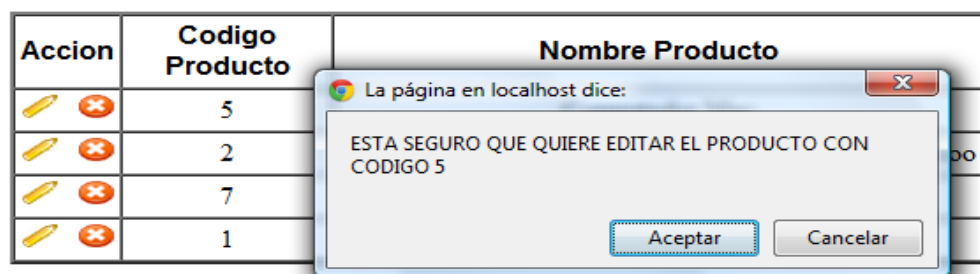 Accion Codigo Producto Nombre Producto
La página en localhost dice:
5
ESTA SEGURO QUE QUIERE EDITAR EL PRODUCTO CON
CODIGO 5
2
7
1
Aceptar Cancelar